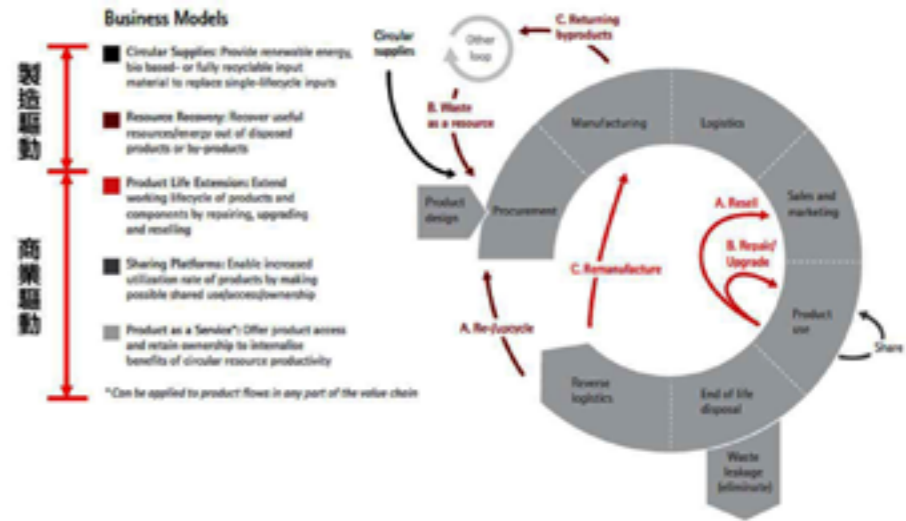 Business Models
製造驅動
Circular Supplies: Provide renewable energy,
bio based- or fully recyclable input
material to replace single-lifecycle inputs
Resource Recovery: Recover useful
resources/energy out of disposed
products or by-products
商業驅動
Product Life Extension: Extend
working lifecycle of products and
components by repairing, upgrading
and reselling
Sharing Platforms: Enable increased
utilization rate of products by making
possible shared use/access/ownership
Product as a Service*: Offer product access
and retain ownership to internalise
benefits of circular resource productivity
*Can be applied to product flows in any part of the value chain
Circular
supplies
Other
loop
C. Returning
byproducts
B. Waste
as a resource
Manufacturing
Logistics
Product
design
Procurement
Sales and
marketing
A. Resell
B. Repair/
Upgrade
C. Remanufacture
A. Re-/upcycle
Product
use
Share
Reverse
logistics
End of life
disposal
Waste
leakage
(eliminate)